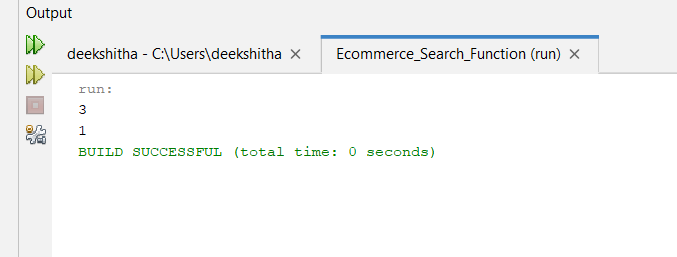 Output
deekshitha - C:\Users\deekshitha
Ecommerce_Search_Function (run)
run:
3
1
BUILD SUCCESSFUL (total time: 0 seconds)